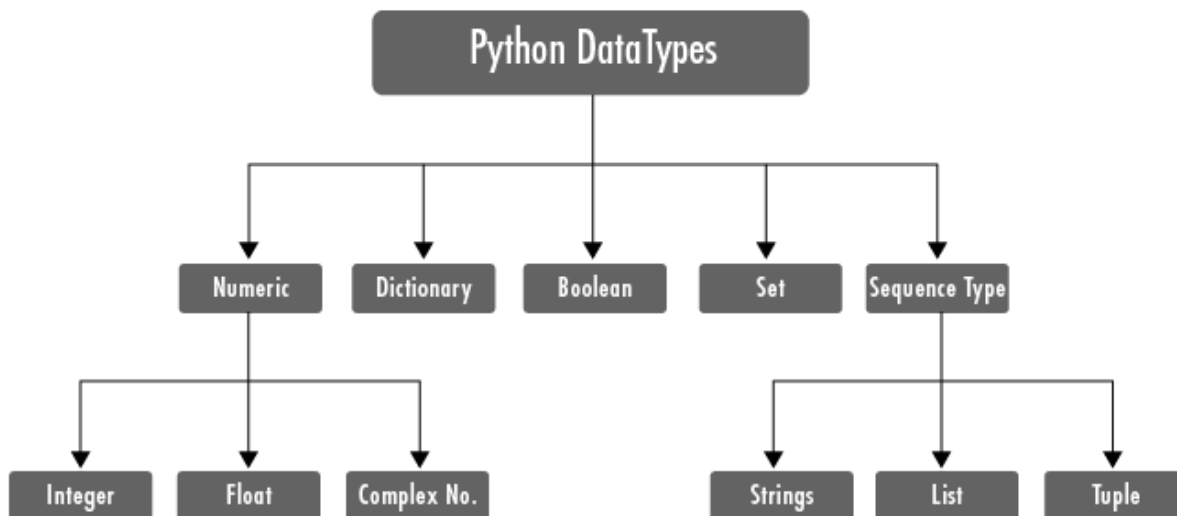 Python DataTypes
Numeric
Dictionary
Boolean
Set
Sequence Type
Integer
Float
Complex No.
Strings
List
Tuple